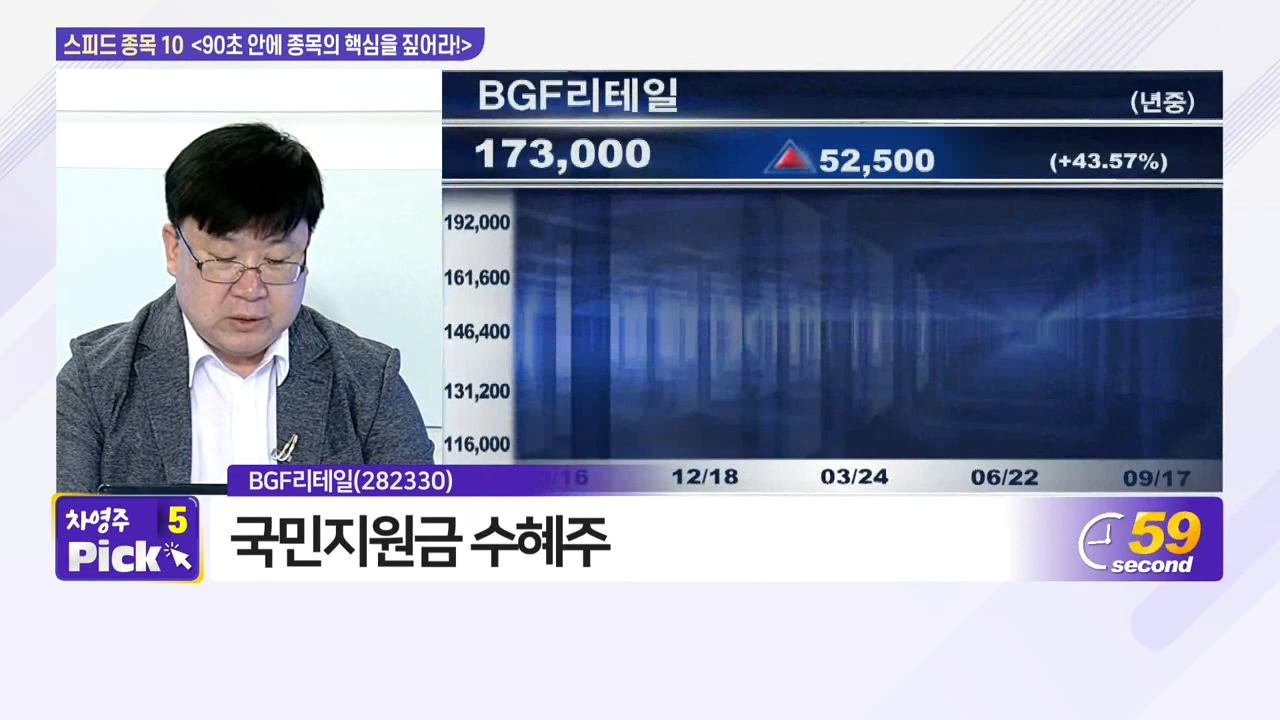 스피드 종목 10 <90초 안에 종목의 핵심을 짚어라!>
BGF리테일
(년중)
173,000
52,500
(+43.57%)
192,000
161,600
146,400
131,200
116,000
12/18
03/24
06/22
09/17
BGF리테일(282330)
차영주 5
Pick
국민지원금 수혜주
59
second